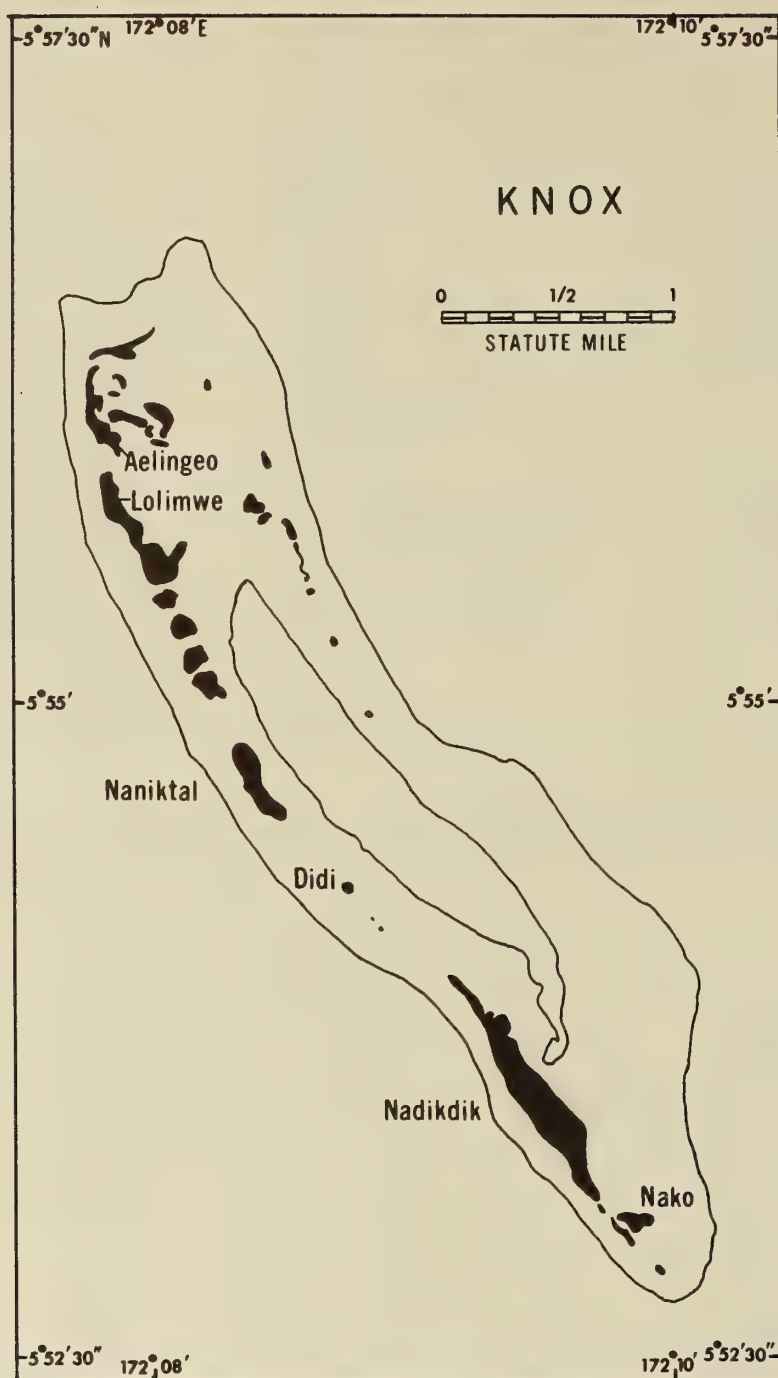 172°08'E
172°10'
5°57'30"N
5°57'30"
KNOX
0 1/2 1
STATUTE MILE
Aelingeo
Lolimwe
5°55'
5°55'
Naniktal
Didi
Nadikdik
Nako
5°52'30"
172°08'
172°10'
5°52'30"